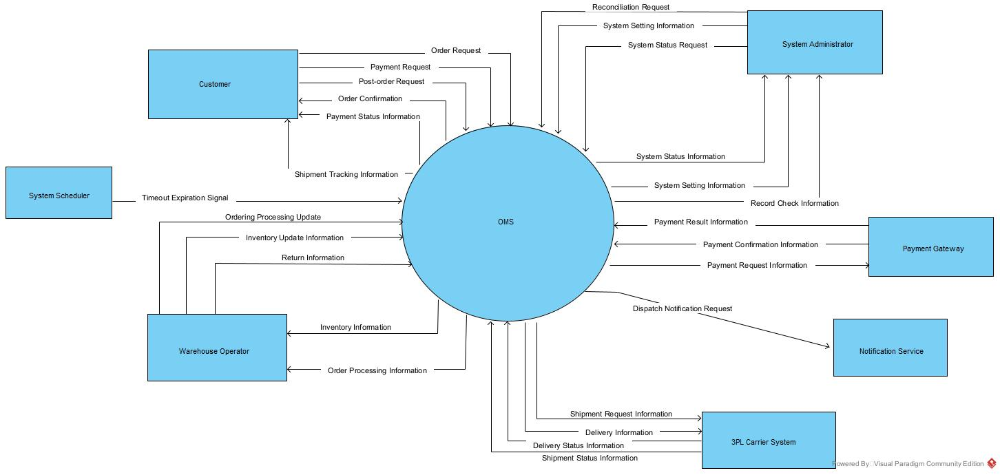 Reconciliation Request
System Setting Information
System Status Request
System Administrator
Order Request
Payment Request
Post-order Request
Order Confirmation
Payment Status Information
Customer
Shipment Tracking Information
System Status Information
System Setting Information
Record Check Information
System Scheduler
Timeout Expiration Signal
Ordering Processing Update
Inventory Update Information
Return Information
OMS
Payment Result Information
Payment Confirmation Information
Payment Request Information
Payment Gateway
Dispatch Notification Request
Notification Service
Inventory Information
Order Processing Information
Warehouse Operator
Shipment Request Information
Delivery Information
Delivery Status Information
Shipment Status Information
3PL Carrier System
Powered By Visual Paradigm Community Edition